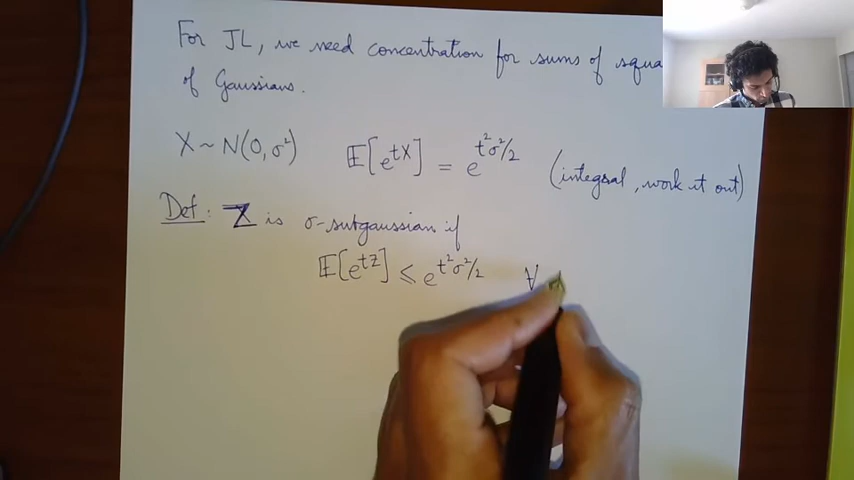 For JL, we need concentration for sums of squa
of Gaussians.
X ~ N(0, σ²) 𝔼[e^{tX}] = e^{t²σ²/2} (integral, work it out)
Def: Z is σ-subgaussian if
𝔼[e^{tZ}] ≤ e^{t²σ²/2} ∀